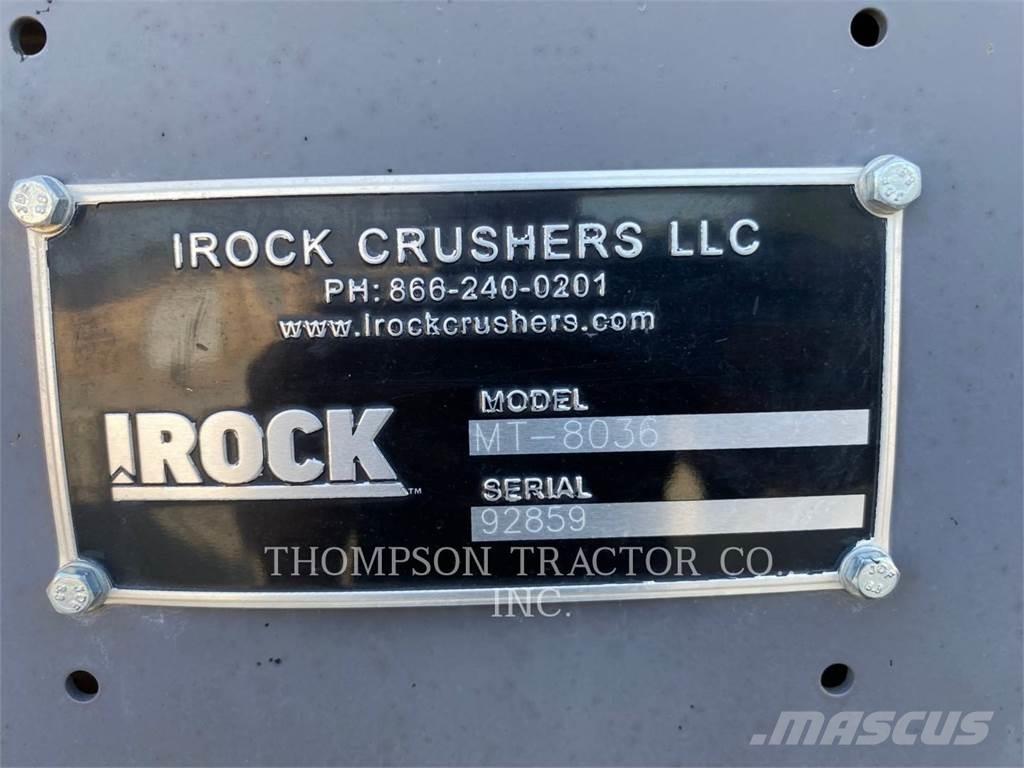 IROCK CRUSHERS LLC
PH: 866-240-0201
www.Irockcrushers.com
IROCK™
MODEL
MT-8036
SERIAL
92859
THOMPSON TRACTOR CO.,
INC.
MASCUS